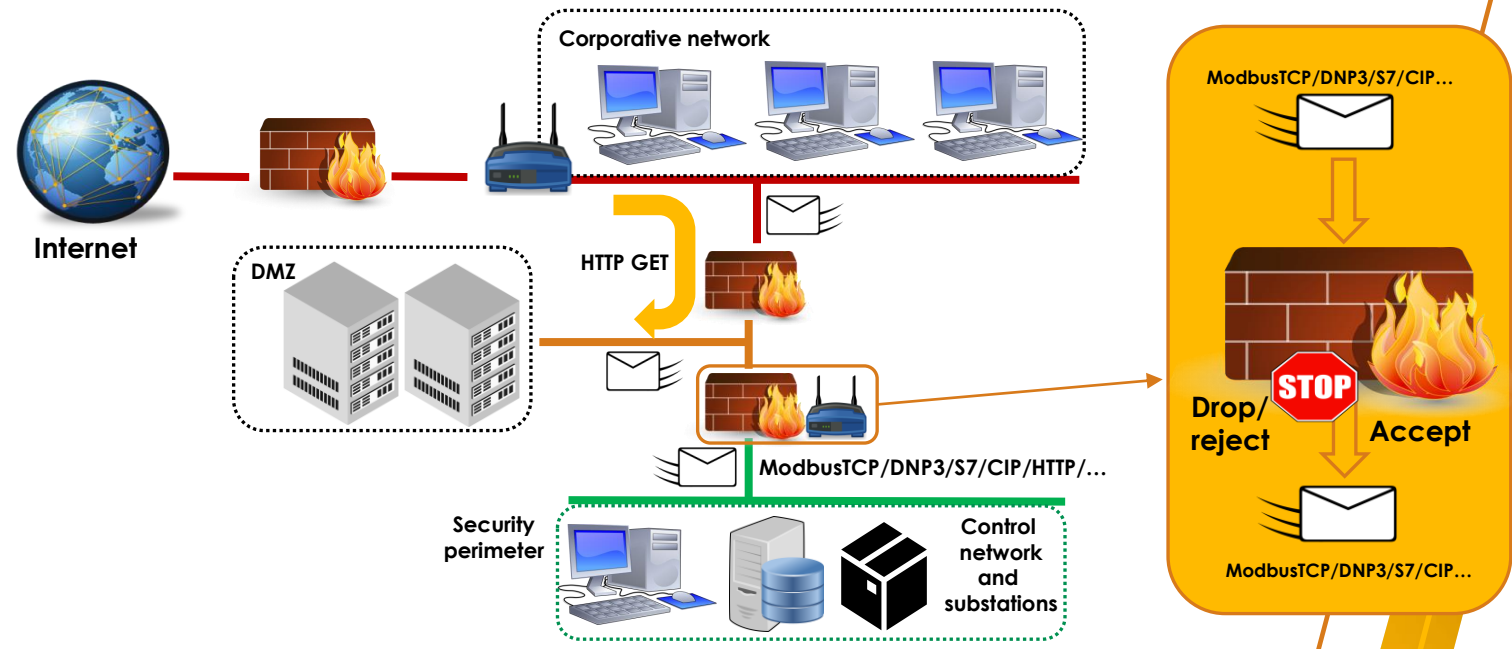 Corporative network
Internet
DMZ
HTTP GET
ModbusTCP/DNP3/S7/CIP/HTTP/...
Security
perimeter
Control
network
and
substations
ModbusTCP/DNP3/S7/CIP...
STOP
Drop/
reject
Accept
ModbusTCP/DNP3/S7/CIP...